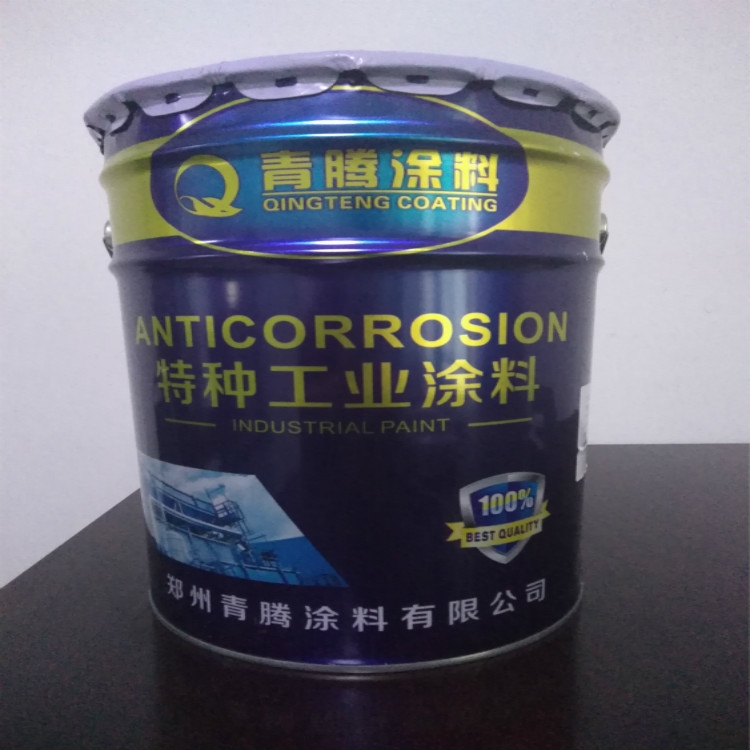 青腾涂料
QINGTENG COATING
ANTICORROSION
特种工业涂料
INDUSTRIAL PAINT
100%
BEST QUALITY
郑州青腾涂料有限公司